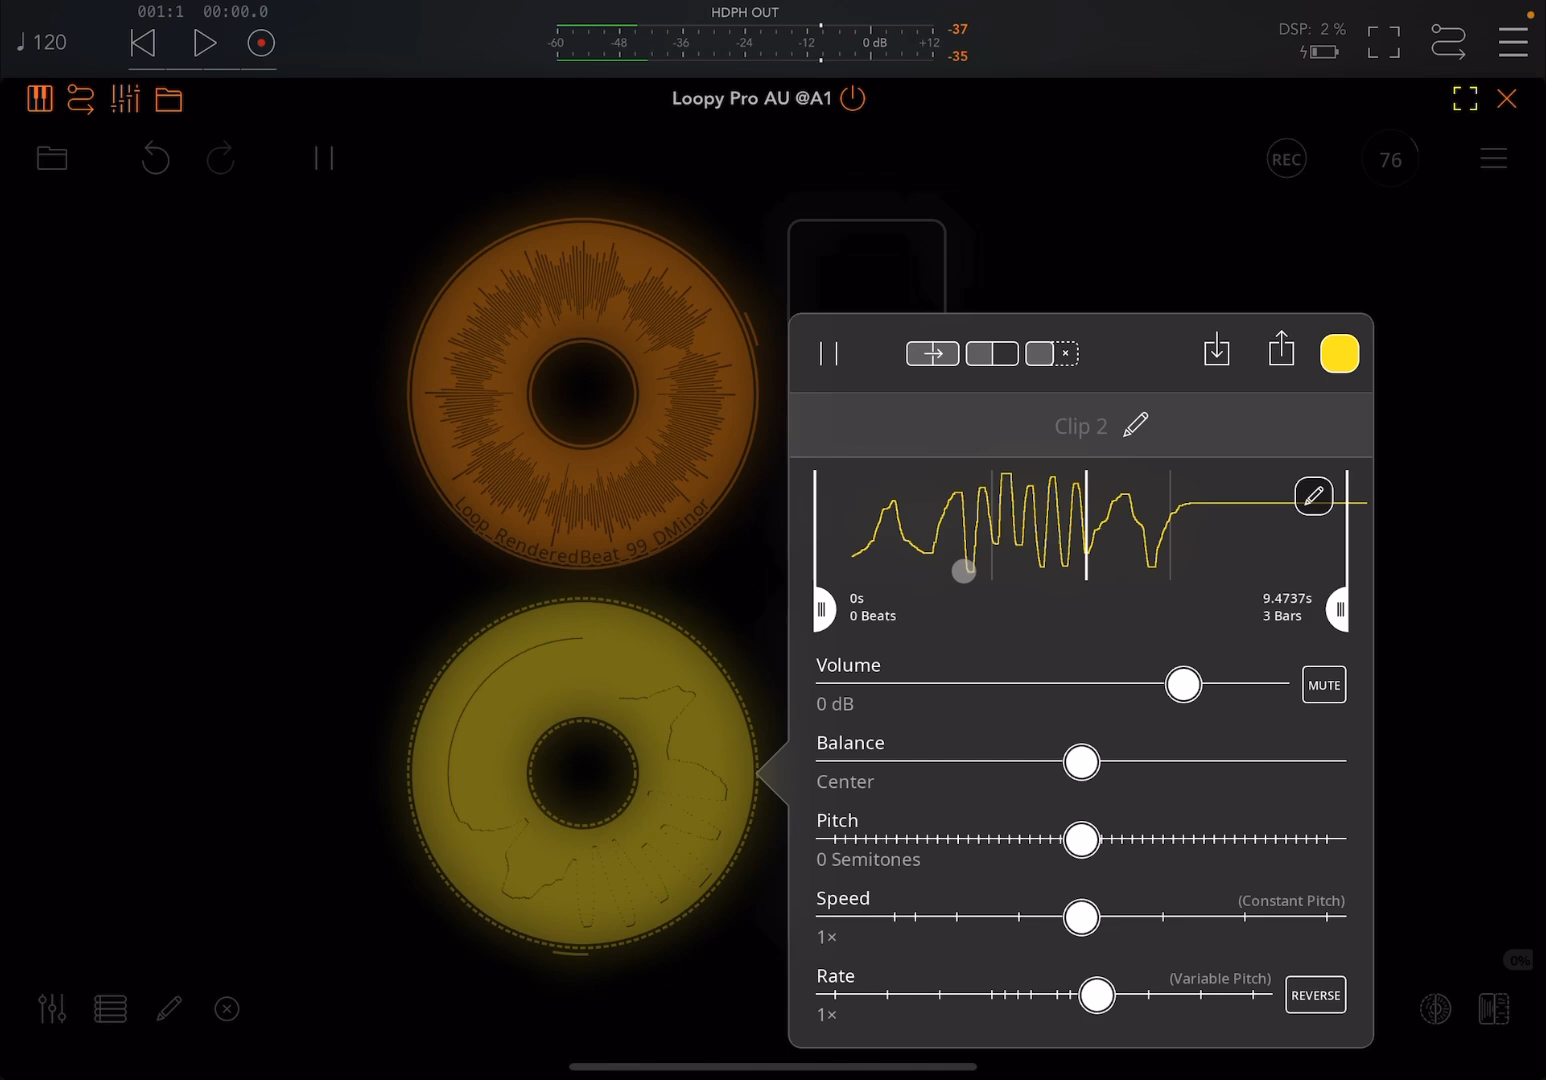 001:1 00:00.0
HDPH OUT
♩ 120
-60 -48 -36 -24 -12 0 dB +12
-37
-35
DSP: 2 %
Loopy Pro AU @A1
REC
76
Loop_RenderedBeat_99_DMinor
Clip 2
0s
0 Beats
9.4737s
3 Bars
Volume
0 dB
MUTE
Balance
Center
Pitch
0 Semitones
Speed
(Constant Pitch)
1×
Rate
(Variable Pitch)
1×
REVERSE
0%